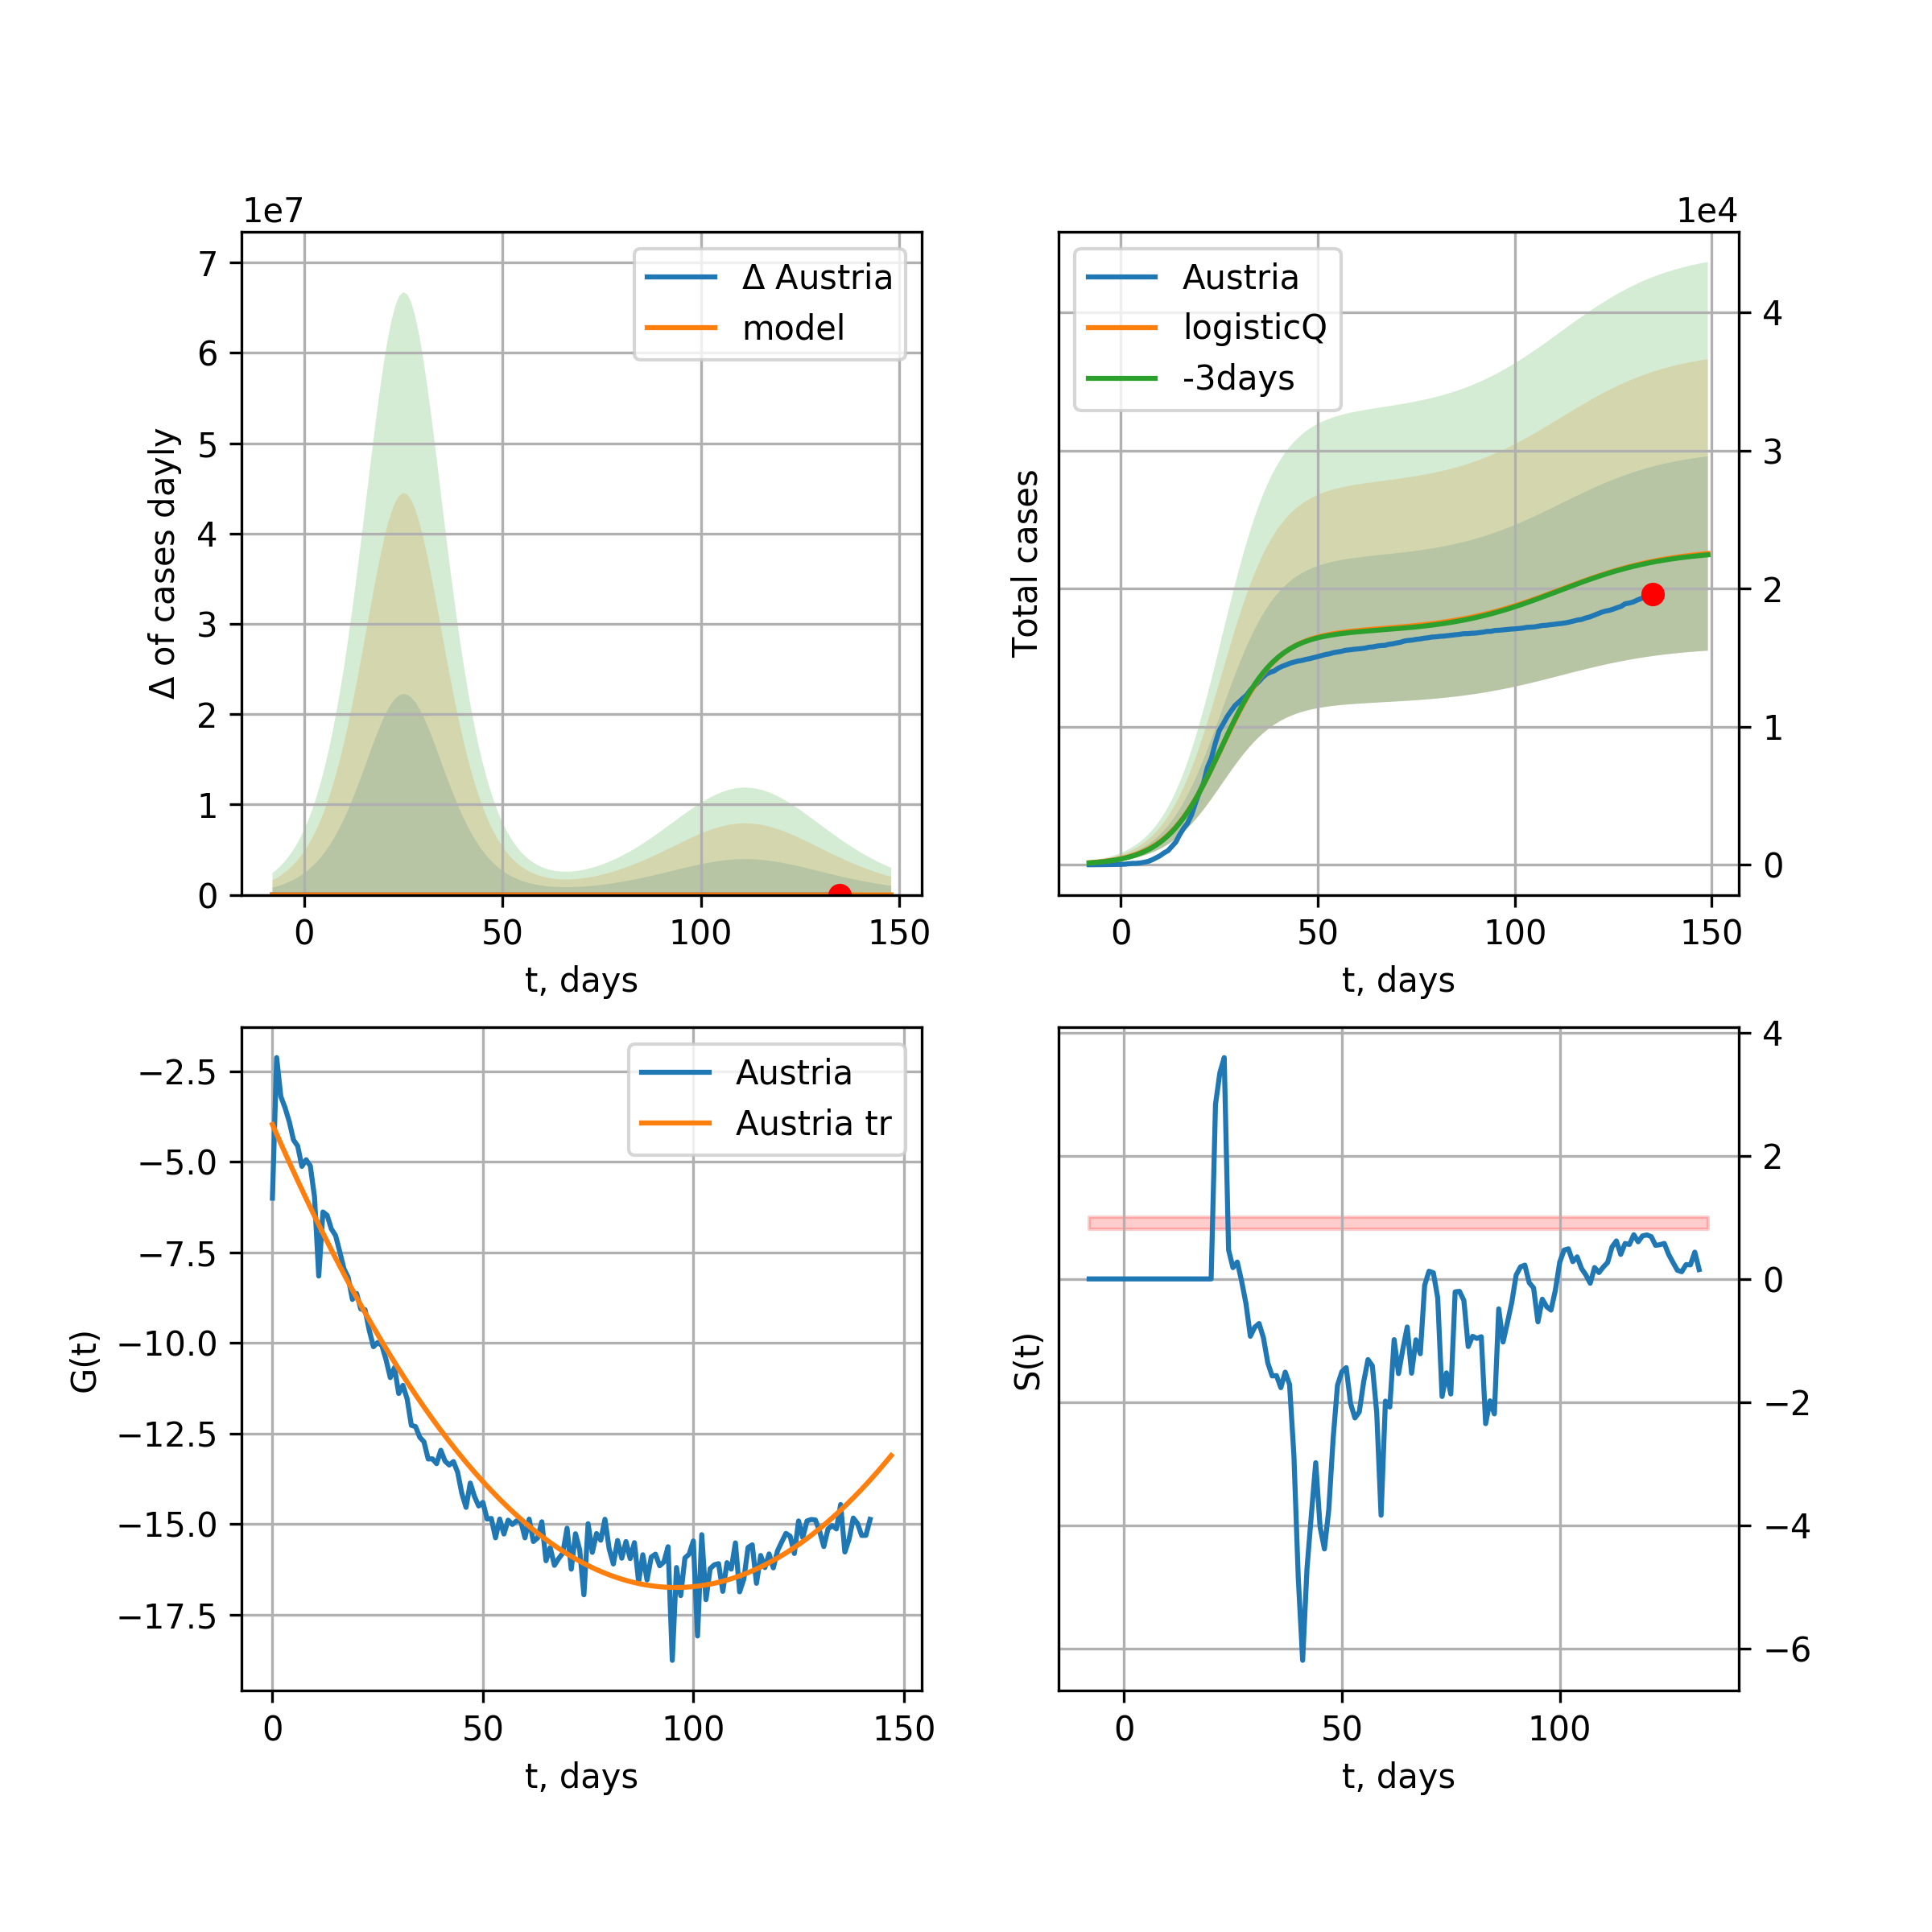 1e7
Δ of cases dayly
7
6
5
4
3
2
1
0
Δ Austria
model
0 50 100 150
t, days
1e4
Total cases
Austria
logisticQ
-3days
4
3
2
1
0
0 50 100 150
t, days
G(t)
−2.5
−5.0
−7.5
−10.0
−12.5
−15.0
−17.5
Austria
Austria tr
0 50 100 150
t, days
S(t)
4
2
0
−2
−4
−6
0 50 100
t, days